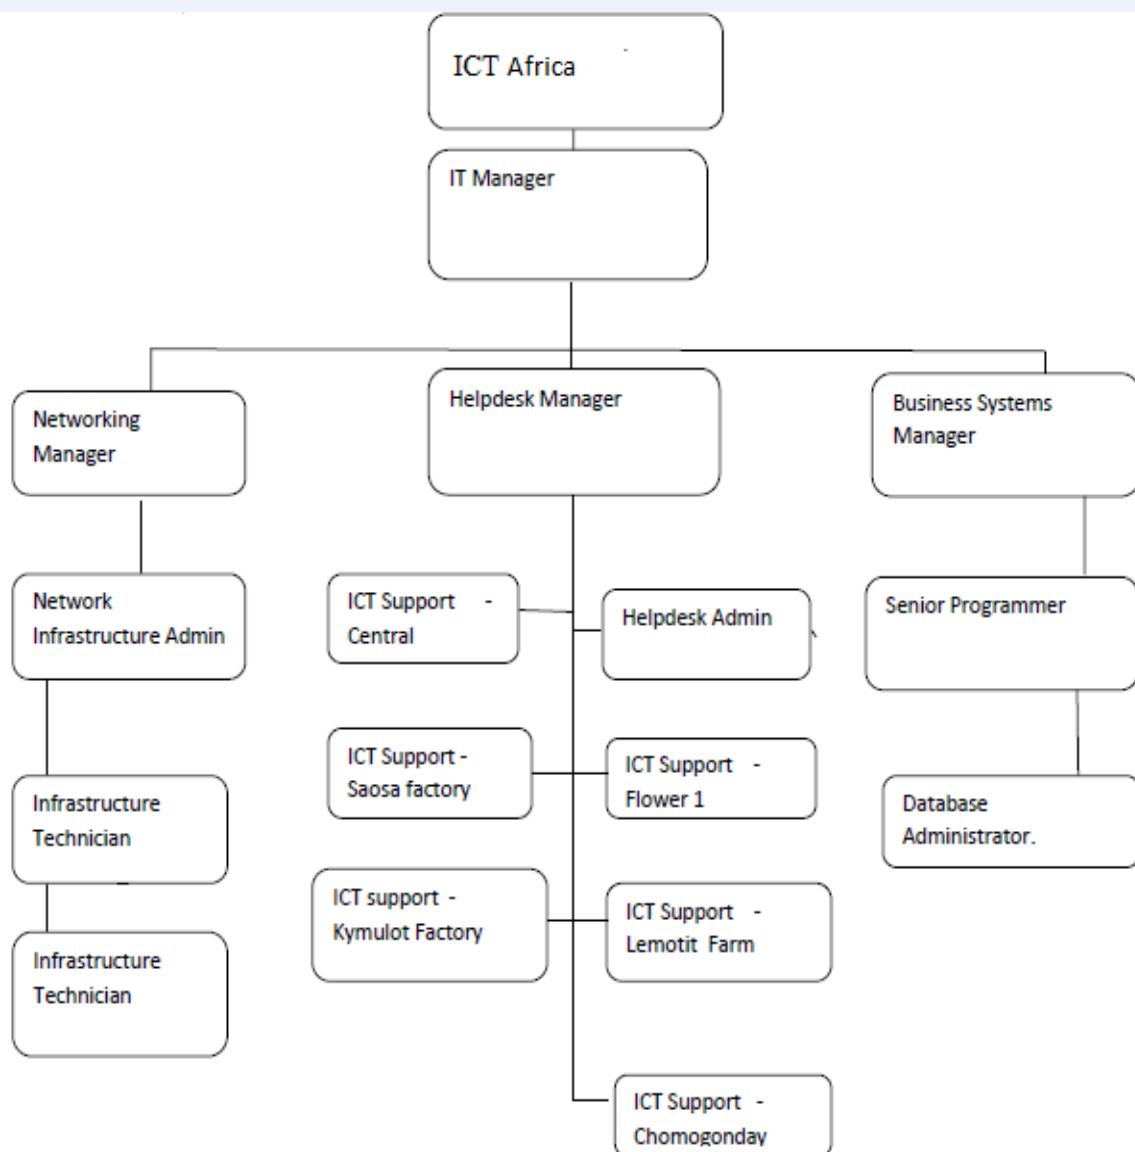 ICT Africa
IT Manager
Networking
Manager
Helpdesk Manager
Business Systems
Manager
Network
Infrastructure Admin
ICT Support -
Central
Helpdesk Admin
Senior Programmer
Infrastructure
Technician
ICT Support -
Saosa factory
ICT Support -
Flower 1
Database
Administrator.
ICT support -
Kymulot Factory
ICT Support -
Lemotit Farm
Infrastructure
Technician
ICT Support -
Chomogonday